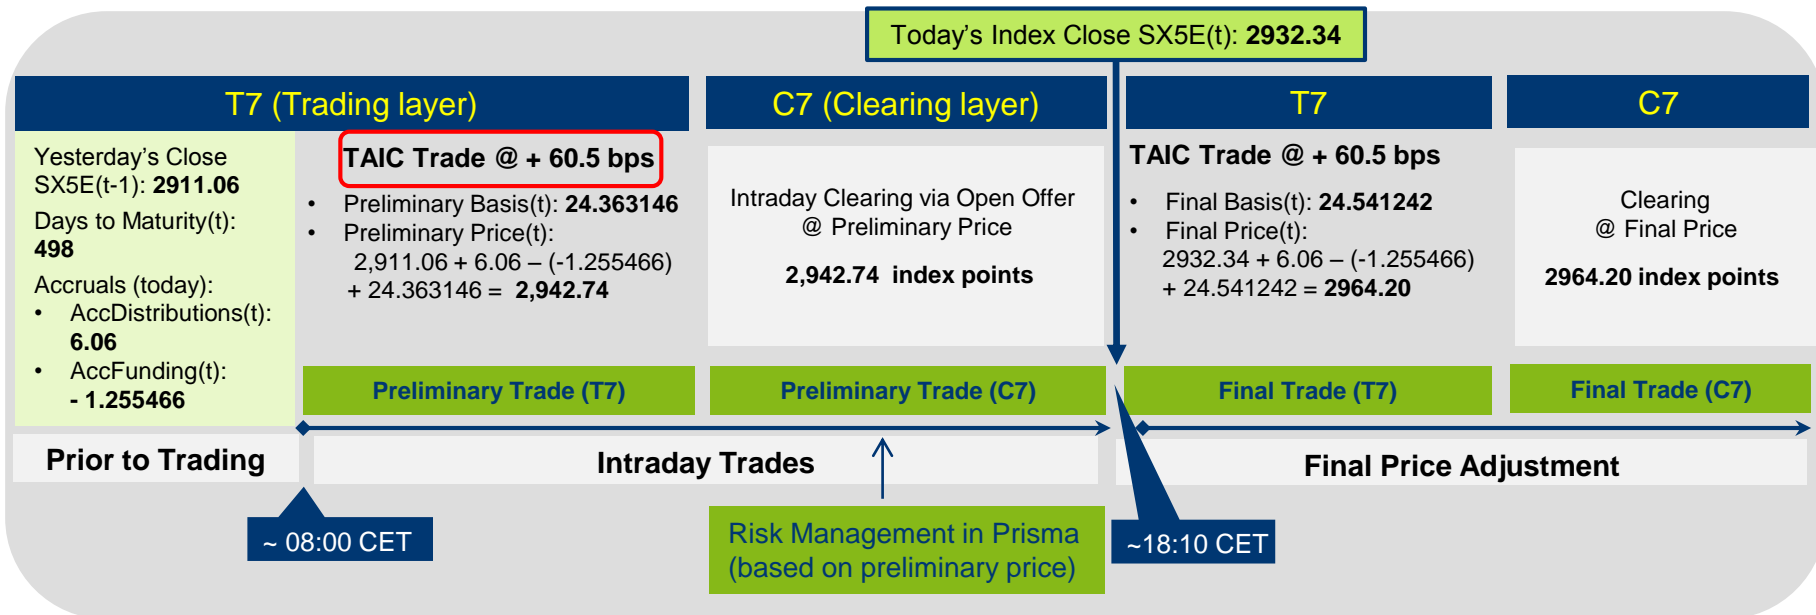 Today's Index Close SX5E(t): 2932.34
T7 (Trading layer)
C7 (Clearing layer)
T7
C7
Yesterday's Close
SX5E(t-1): 2911.06
Days to Maturity(t):
498
Accruals (today):
• AccDistributions(t):
6.06
• AccFunding(t):
- 1.255466
TAIC Trade @ + 60.5 bps
• Preliminary Basis(t): 24.363146
• Preliminary Price(t):
2,911.06 + 6.06 – (-1.255466)
+ 24.363146 = 2,942.74
Intraday Clearing via Open Offer
@ Preliminary Price
2,942.74 index points
TAIC Trade @ + 60.5 bps
• Final Basis(t): 24.541242
• Final Price(t):
2932.34 + 6.06 – (-1.255466)
+ 24.541242 = 2964.20
Clearing
@ Final Price
2964.20 index points
Preliminary Trade (T7)
Preliminary Trade (C7)
Final Trade (T7)
Final Trade (C7)
Prior to Trading
Intraday Trades
Final Price Adjustment
~ 08:00 CET
Risk Management in Prisma
(based on preliminary price)
~18:10 CET